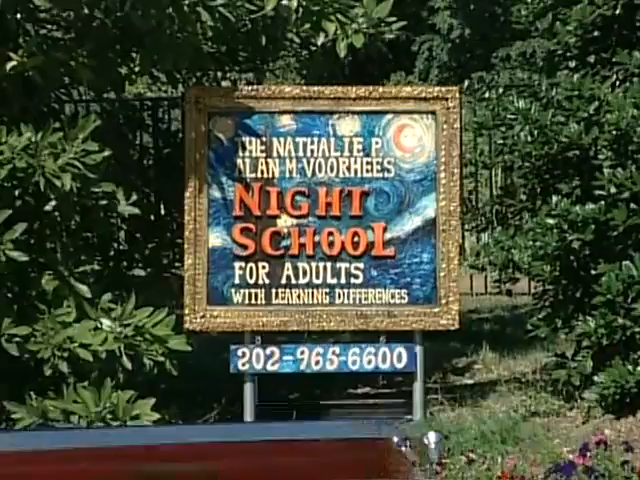 THE NATHALIE P.
ALAN M. VOORHEES
NIGHT
SCHOOL
FOR ADULTS
WITH LEARNING DIFFERENCES
202-965-6600